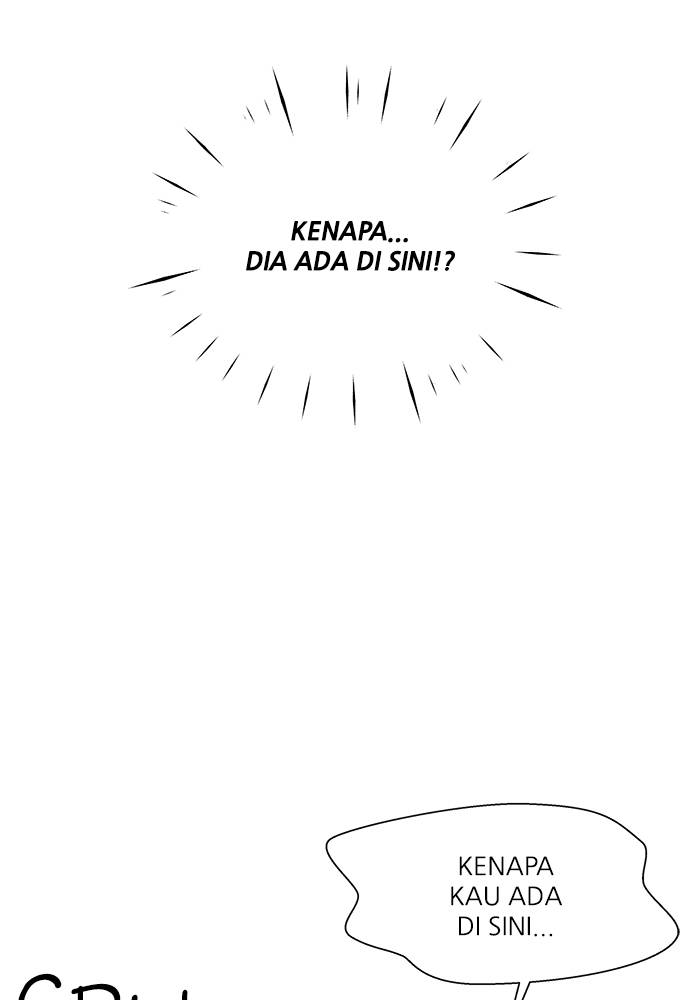 KENAPA...
DIA ADA DI SINI!?
KENAPA
KAU ADA
DI SINI...